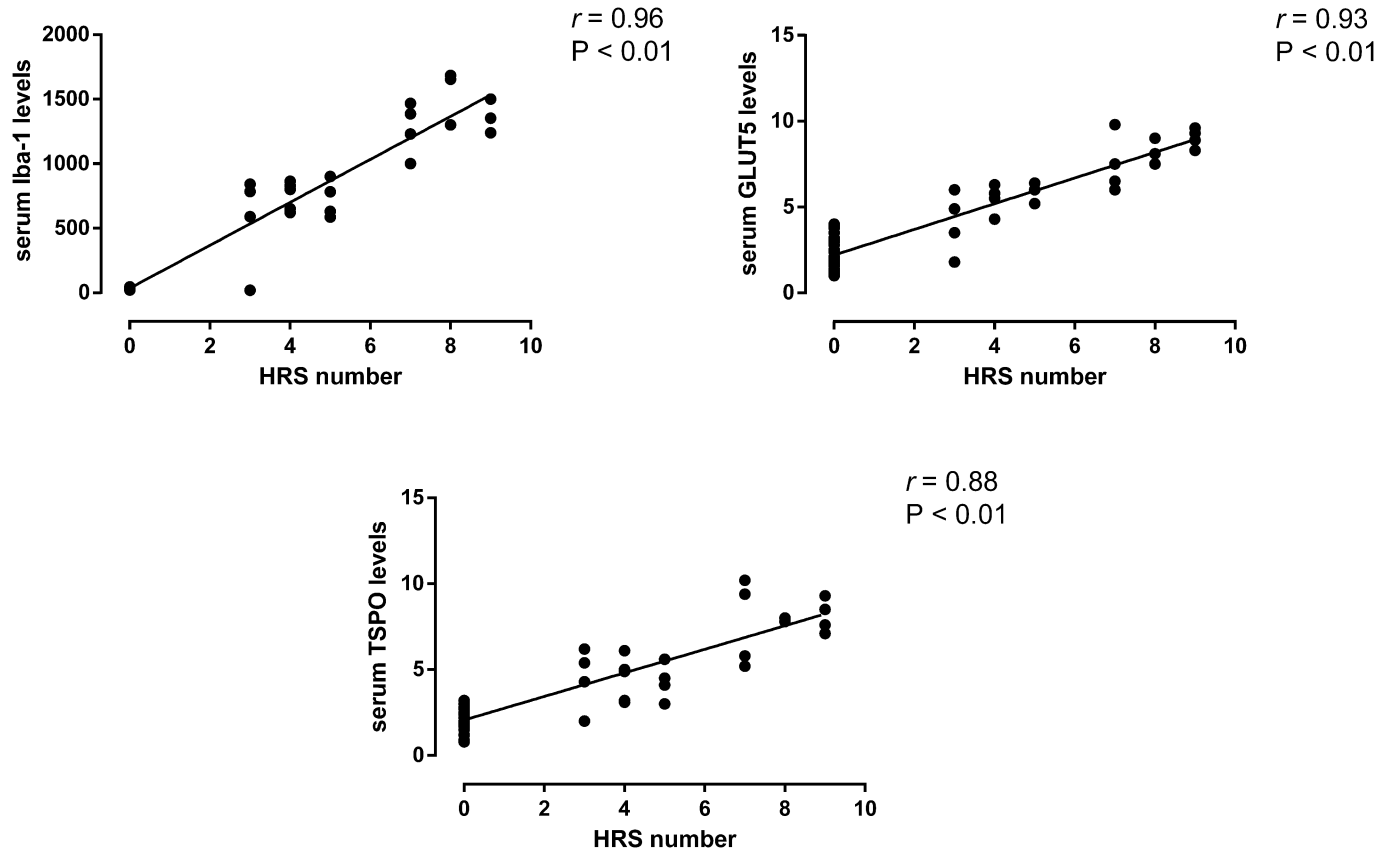 r = 0.96
P < 0.01
serum Iba-1 levels
2000
1500
1000
500
0
0 2 4 6 8 10
HRS number
r = 0.93
P < 0.01
serum GLUT5 levels
15
10
5
0
0 2 4 6 8 10
HRS number
r = 0.88
P < 0.01
serum TSPO levels
15
10
5
0
0 2 4 6 8 10
HRS number